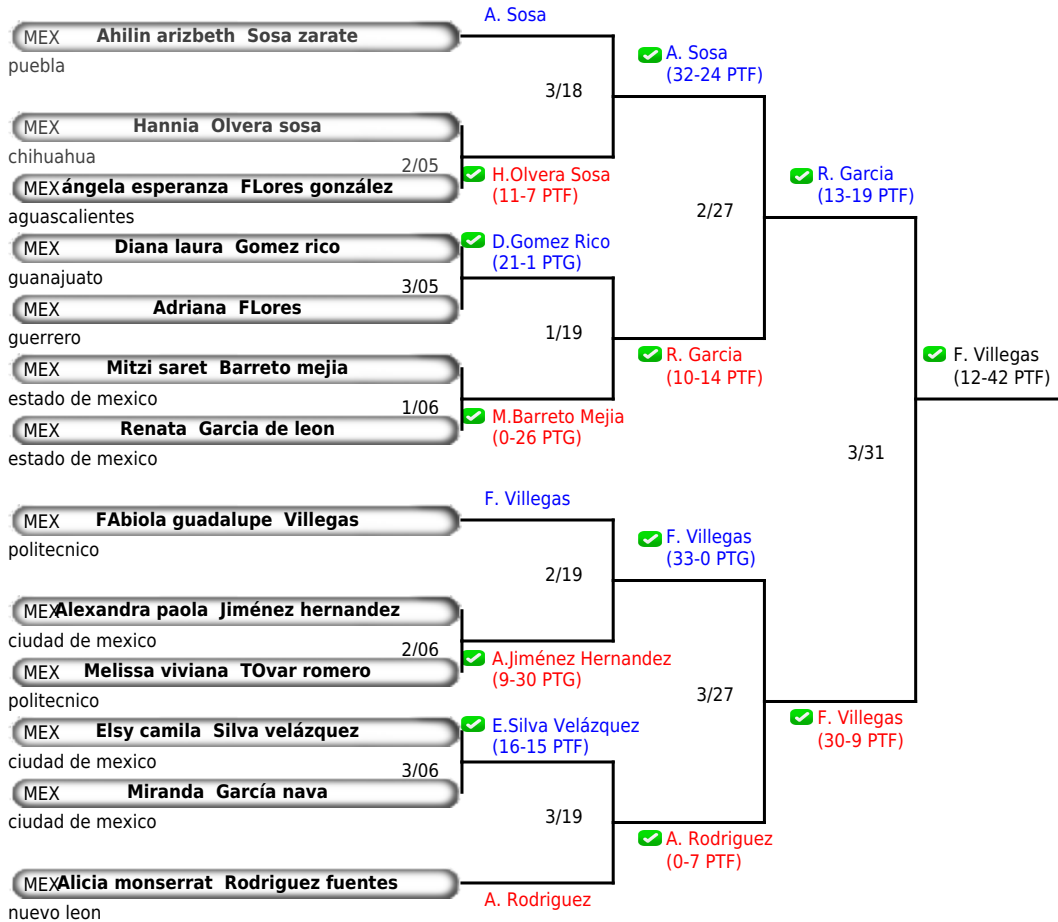 A. Sosa
MEX Ahilin arizbeth Sosa zarate
puebla
3/18
A. Sosa
(32-24 PTF)
MEX Hannia Olvera sosa
chihuahua
2/05
H.Olvera Sosa
(11-7 PTF)
MEX ángela esperanza FLores gonzález
aguascalientes
2/27
R. Garcia
(13-19 PTF)
MEX Diana laura Gomez rico
guanajuato
3/05
D.Gomez Rico
(21-1 PTG)
MEX Adriana FLores
guerrero
1/19
R. Garcia
(10-14 PTF)
MEX Mitzi saret Barreto mejia
estado de mexico
1/06
M.Barreto Mejia
(0-26 PTG)
MEX Renata Garcia de leon
estado de mexico
3/31
F. Villegas
(12-42 PTF)
F. Villegas
MEX FAbiola guadalupe Villegas
politecnico
2/19
F. Villegas
(33-0 PTG)
MEX Alexandra paola Jiménez hernandez
ciudad de mexico
2/06
A.Jiménez Hernandez
(9-30 PTG)
MEX Melissa viviana TOvar romero
politecnico
3/27
F. Villegas
(30-9 PTF)
MEX Elsy camila Silva velázquez
ciudad de mexico
3/06
E.Silva Velázquez
(16-15 PTF)
MEX Miranda García nava
ciudad de mexico
3/19
A. Rodriguez
(0-7 PTF)
MEX Alicia monserrat Rodriguez fuentes
nuevo leon
A. Rodriguez